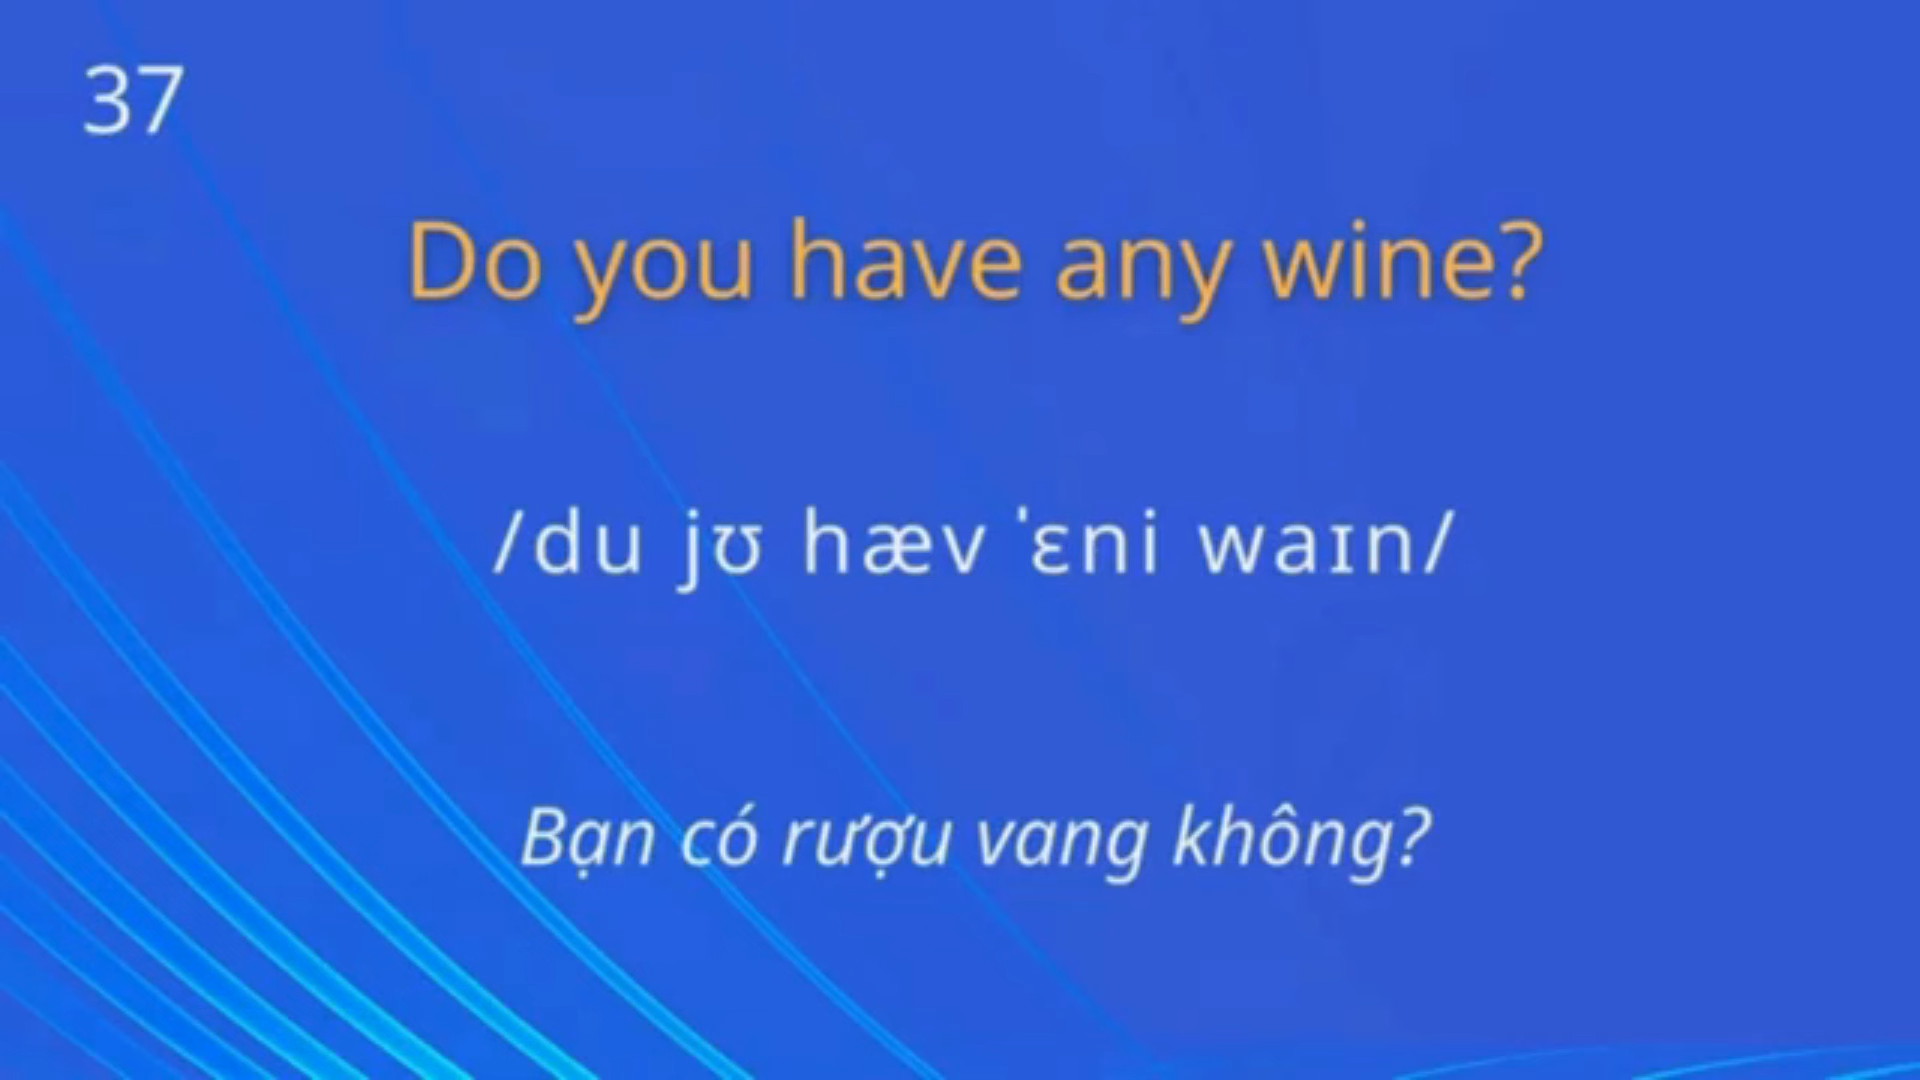 37
Do you have any wine?
/du jʊ hæv ˈɛni waɪn/
Bạn có rượu vang không?